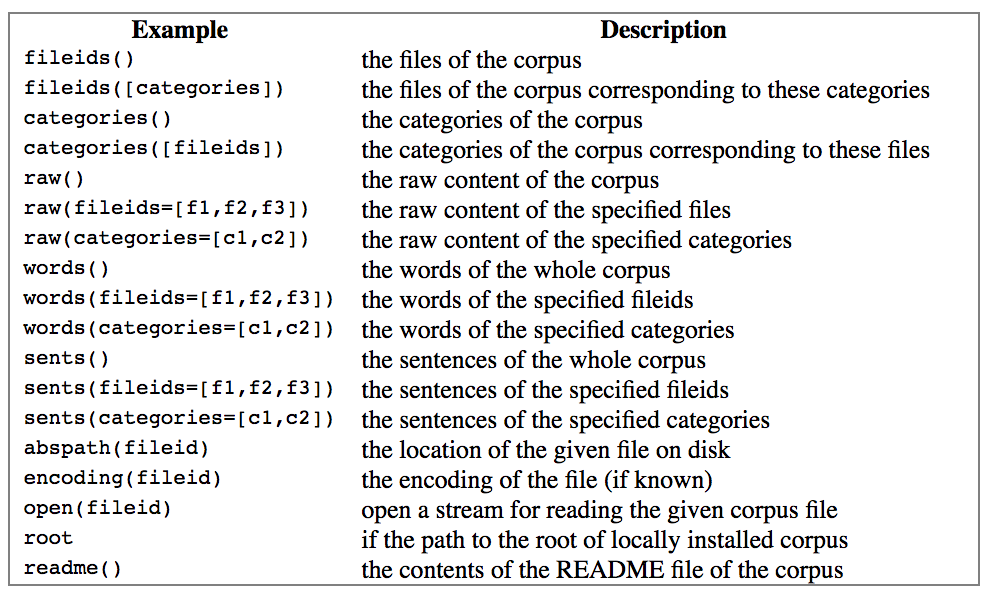 Example Description
fileids() the files of the corpus
fileids([categories]) the files of the corpus corresponding to these categories
categories() the categories of the corpus
categories([fileids]) the categories of the corpus corresponding to these files
raw() the raw content of the corpus
raw(fileids=[f1,f2,f3]) the raw content of the specified files
raw(categories=[c1,c2]) the raw content of the specified categories
words() the words of the whole corpus
words(fileids=[f1,f2,f3]) the words of the specified fileids
words(categories=[c1,c2]) the words of the specified categories
sents() the sentences of the whole corpus
sents(fileids=[f1,f2,f3]) the sentences of the specified fileids
sents(categories=[c1,c2]) the sentences of the specified categories
abspath(fileid) the location of the given file on disk
encoding(fileid) the encoding of the file (if known)
open(fileid) open a stream for reading the given corpus file
root if the path to the root of locally installed corpus
readme() the contents of the README file of the corpus